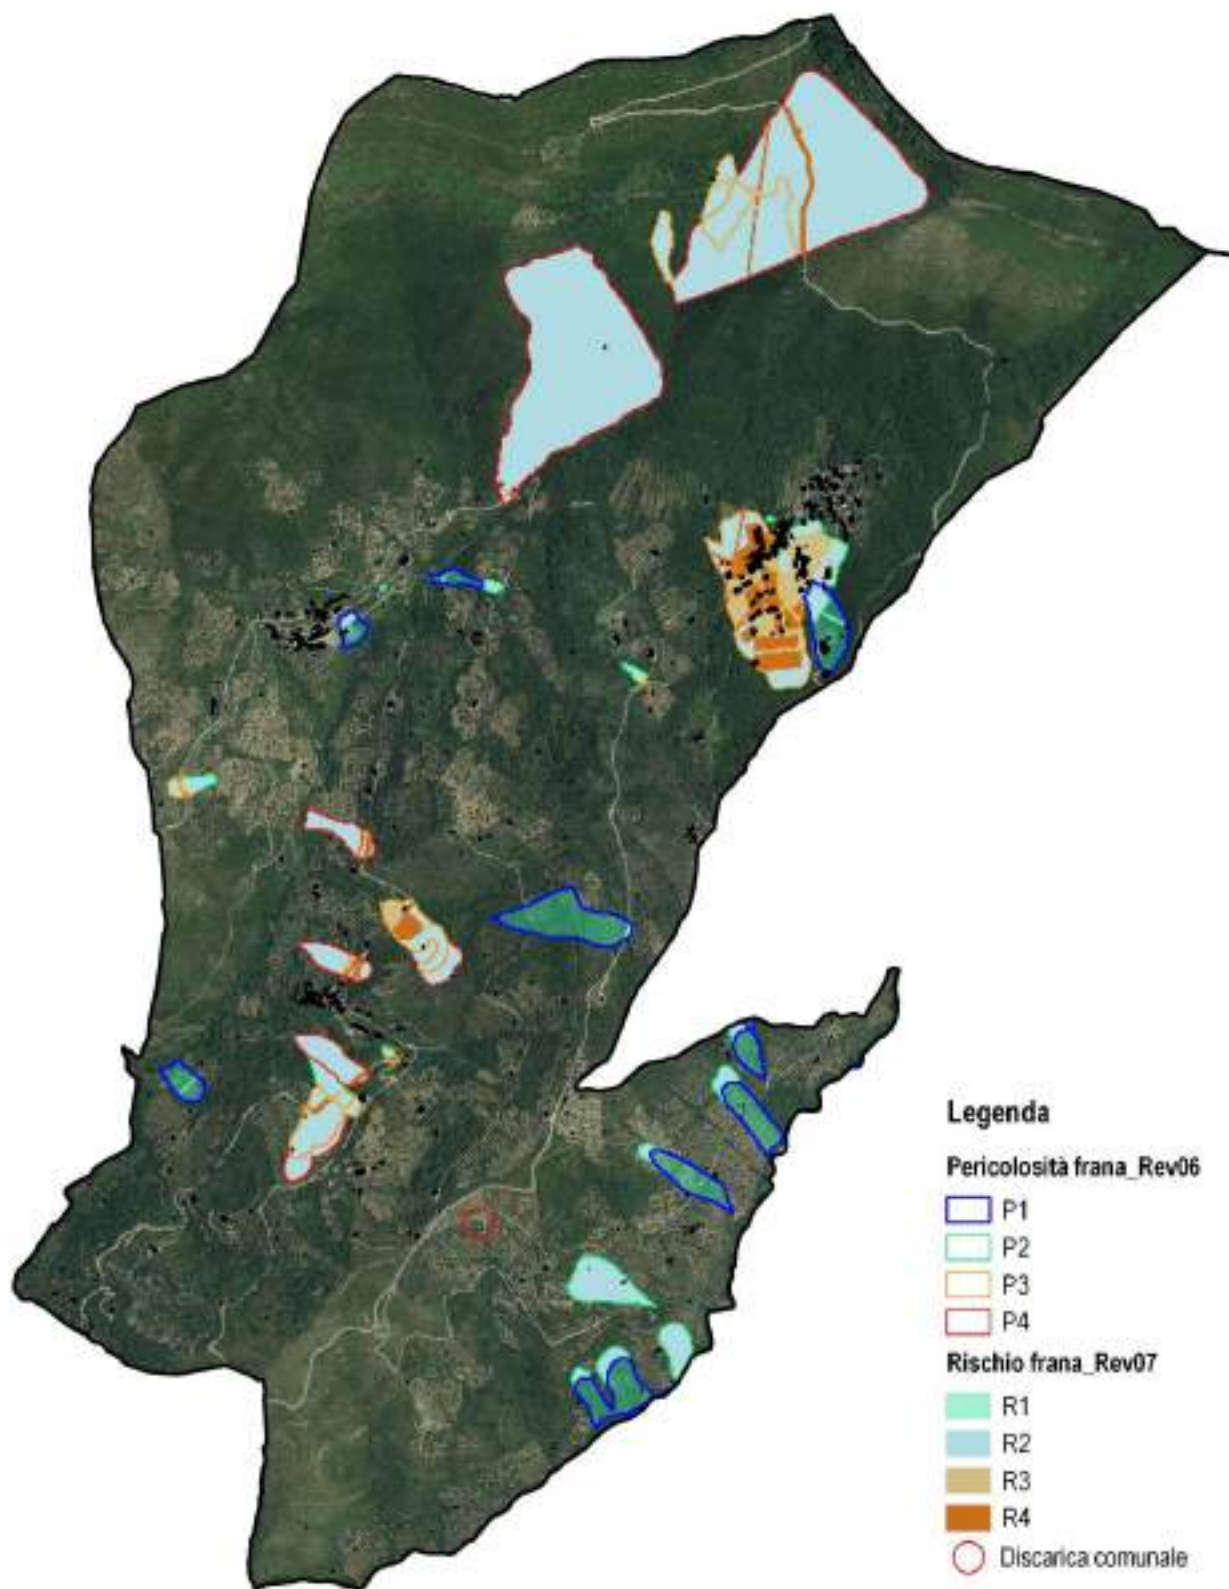 Legenda
Pericolosità frana_Rev06
P1
P2
P3
P4
Rischio frana_Rev07
R1
R2
R3
R4
Discarica comunale